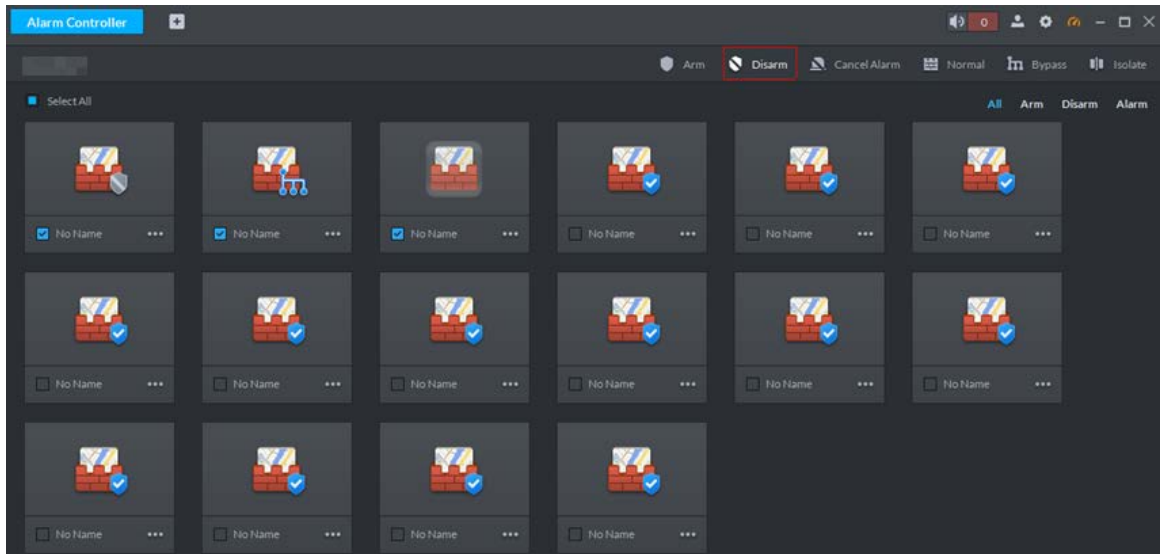 Alarm Controller
0
Arm Disarm Cancel Alarm Normal Bypass Isolate
Select All
All Arm Disarm Alarm
No Name No Name No Name No Name No Name No Name
No Name No Name No Name No Name No Name No Name
No Name No Name No Name No Name